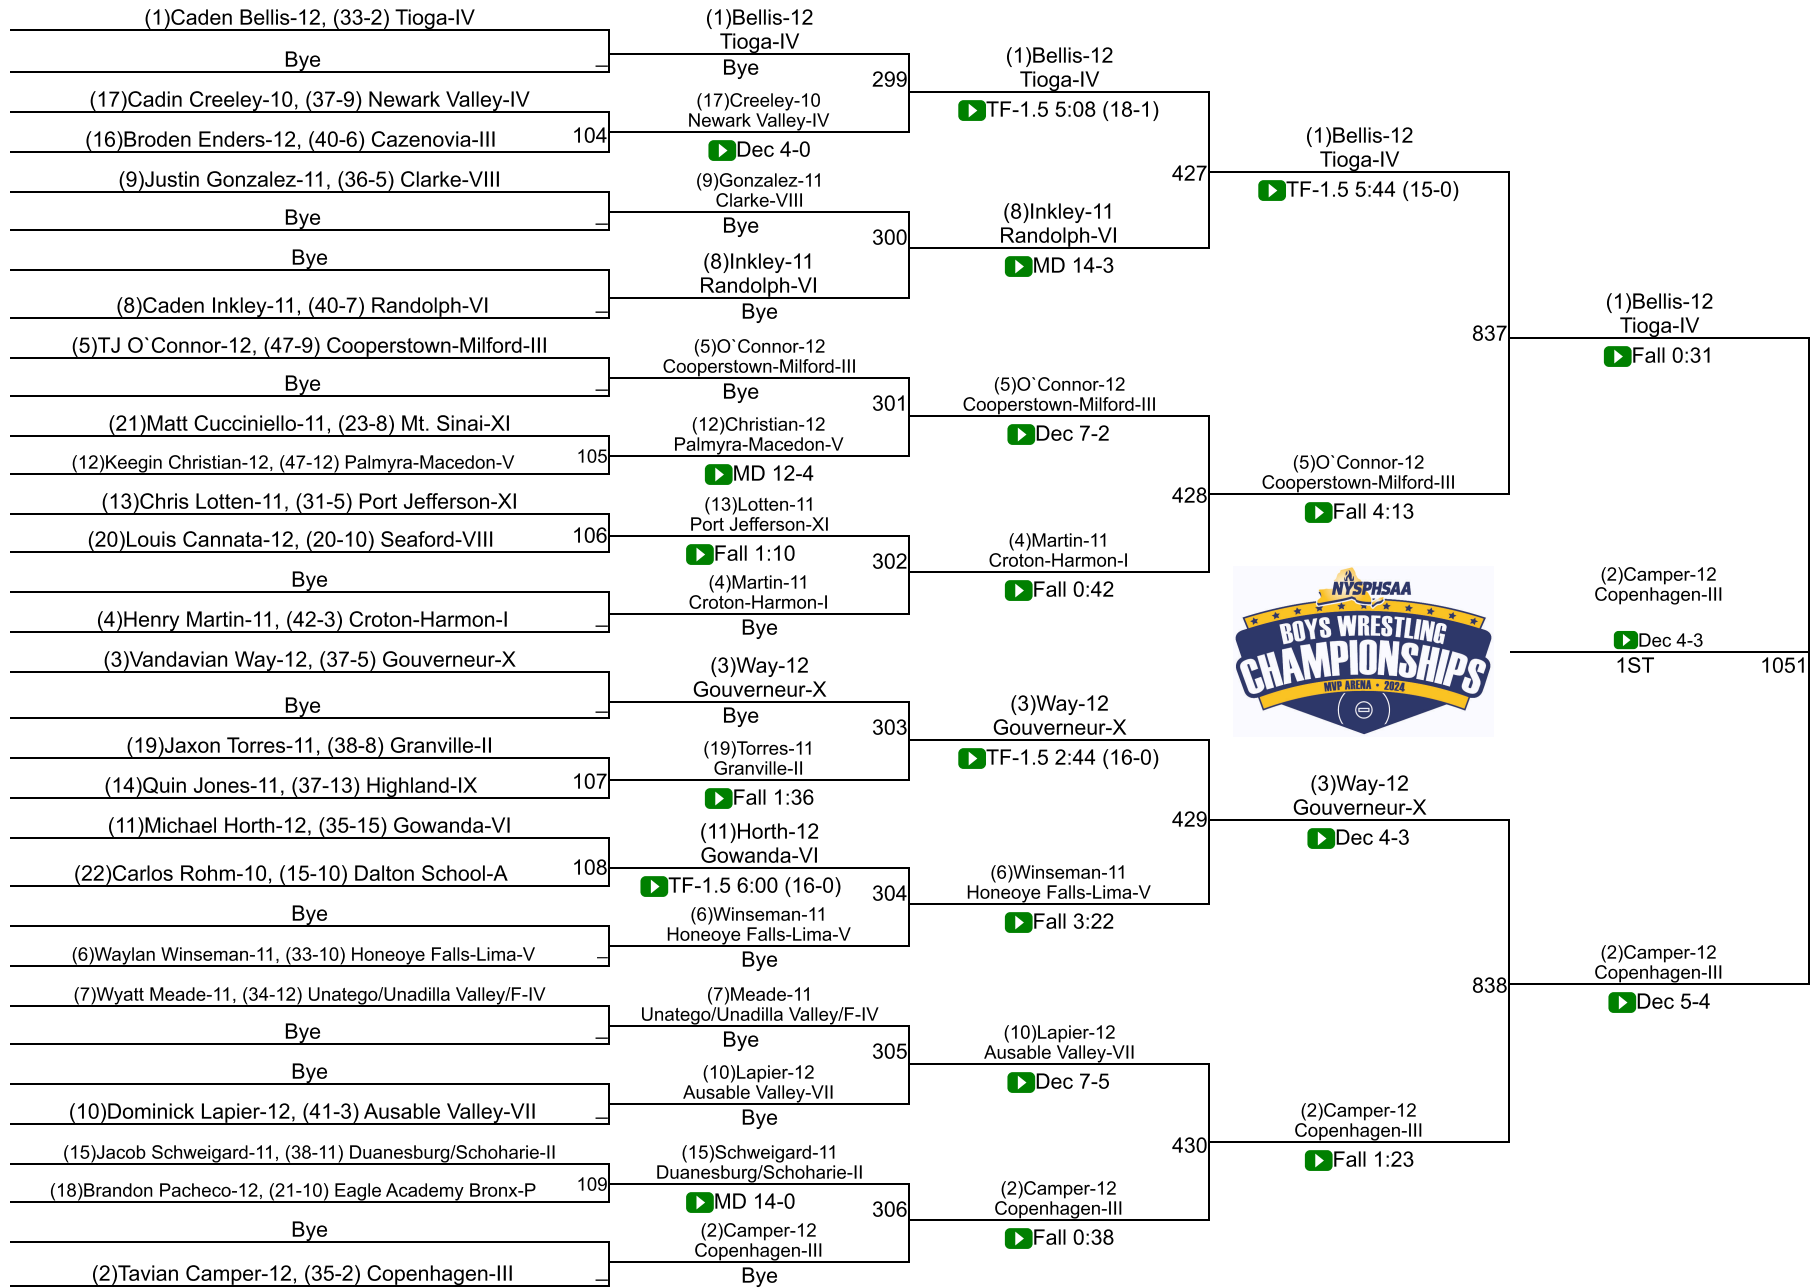 (1)Caden Bellis-12, (33-2) Tioga-IV
Bye
(17)Cadin Creeley-10, (37-9) Newark Valley-IV
(16)Broden Enders-12, (40-6) Cazenovia-III
104
(9)Justin Gonzalez-11, (36-5) Clarke-VIII
Bye
Bye
(8)Caden Inkley-11, (40-7) Randolph-VI
(5)TJ O`Connor-12, (47-9) Cooperstown-Milford-III
Bye
(21)Matt Cucciniello-11, (23-8) Mt. Sinai-XI
(12)Keegin Christian-12, (47-12) Palmyra-Macedon-V
105
(13)Chris Lotten-11, (31-5) Port Jefferson-XI
(20)Louis Cannata-12, (20-10) Seaford-VIII
106
Bye
(4)Henry Martin-11, (42-3) Croton-Harmon-I
(3)Vandavian Way-12, (37-5) Gouverneur-X
Bye
(19)Jaxon Torres-11, (38-8) Granville-II
(14)Quin Jones-11, (37-13) Highland-IX
107
(11)Michael Horth-12, (35-15) Gowanda-VI
(22)Carlos Rohm-10, (15-10) Dalton School-A
108
Bye
(6)Waylan Winseman-11, (33-10) Honeoye Falls-Lima-V
(7)Wyatt Meade-11, (34-12) Unatego/Unadilla Valley/F-IV
Bye
Bye
(10)Dominick Lapier-12, (41-3) Ausable Valley-VII
(15)Jacob Schweigard-11, (38-11) Duanesburg/Schoharie-II
(18)Brandon Pacheco-12, (21-10) Eagle Academy Bronx-P
109
Bye
(2)Tavian Camper-12, (35-2) Copenhagen-III
(1)Bellis-12
Tioga-IV
Bye
299
(17)Creeley-10
Newark Valley-IV
Dec 4-0
(9)Gonzalez-11
Clarke-VIII
Bye
300
(8)Inkley-11
Randolph-VI
Bye
(5)O`Connor-12
Cooperstown-Milford-III
Bye
301
(12)Christian-12
Palmyra-Macedon-V
MD 12-4
(13)Lotten-11
Port Jefferson-XI
Fall 1:10
302
(4)Martin-11
Croton-Harmon-I
Bye
(3)Way-12
Gouverneur-X
Bye
303
(19)Torres-11
Granville-II
Fall 1:36
(11)Horth-12
Gowanda-VI
TF-1.5 6:00 (16-0)
304
(6)Winseman-11
Honeoye Falls-Lima-V
Bye
(7)Meade-11
Unatego/Unadilla Valley/F-IV
Bye
305
(10)Lapier-12
Ausable Valley-VII
Bye
(15)Schweigard-11
Duanesburg/Schoharie-II
MD 14-0
306
(2)Camper-12
Copenhagen-III
Bye
(1)Bellis-12
Tioga-IV
TF-1.5 5:08 (18-1)
427
(8)Inkley-11
Randolph-VI
MD 14-3
(5)O`Connor-12
Cooperstown-Milford-III
Dec 7-2
428
(4)Martin-11
Croton-Harmon-I
Fall 0:42
(3)Way-12
Gouverneur-X
TF-1.5 2:44 (16-0)
429
(6)Winseman-11
Honeoye Falls-Lima-V
Fall 3:22
(10)Lapier-12
Ausable Valley-VII
Dec 7-5
430
(2)Camper-12
Copenhagen-III
Fall 0:38
(1)Bellis-12
Tioga-IV
TF-1.5 5:44 (15-0)
837
(5)O`Connor-12
Cooperstown-Milford-III
Fall 4:13
NYSPHSAA
BOYS WRESTLING
CHAMPIONSHIPS
MVP ARENA • 2024
(3)Way-12
Gouverneur-X
Dec 4-3
838
(2)Camper-12
Copenhagen-III
Fall 1:23
(1)Bellis-12
Tioga-IV
Fall 0:31
(2)Camper-12
Copenhagen-III
Dec 4-3
1ST
1051
(2)Camper-12
Copenhagen-III
Dec 5-4